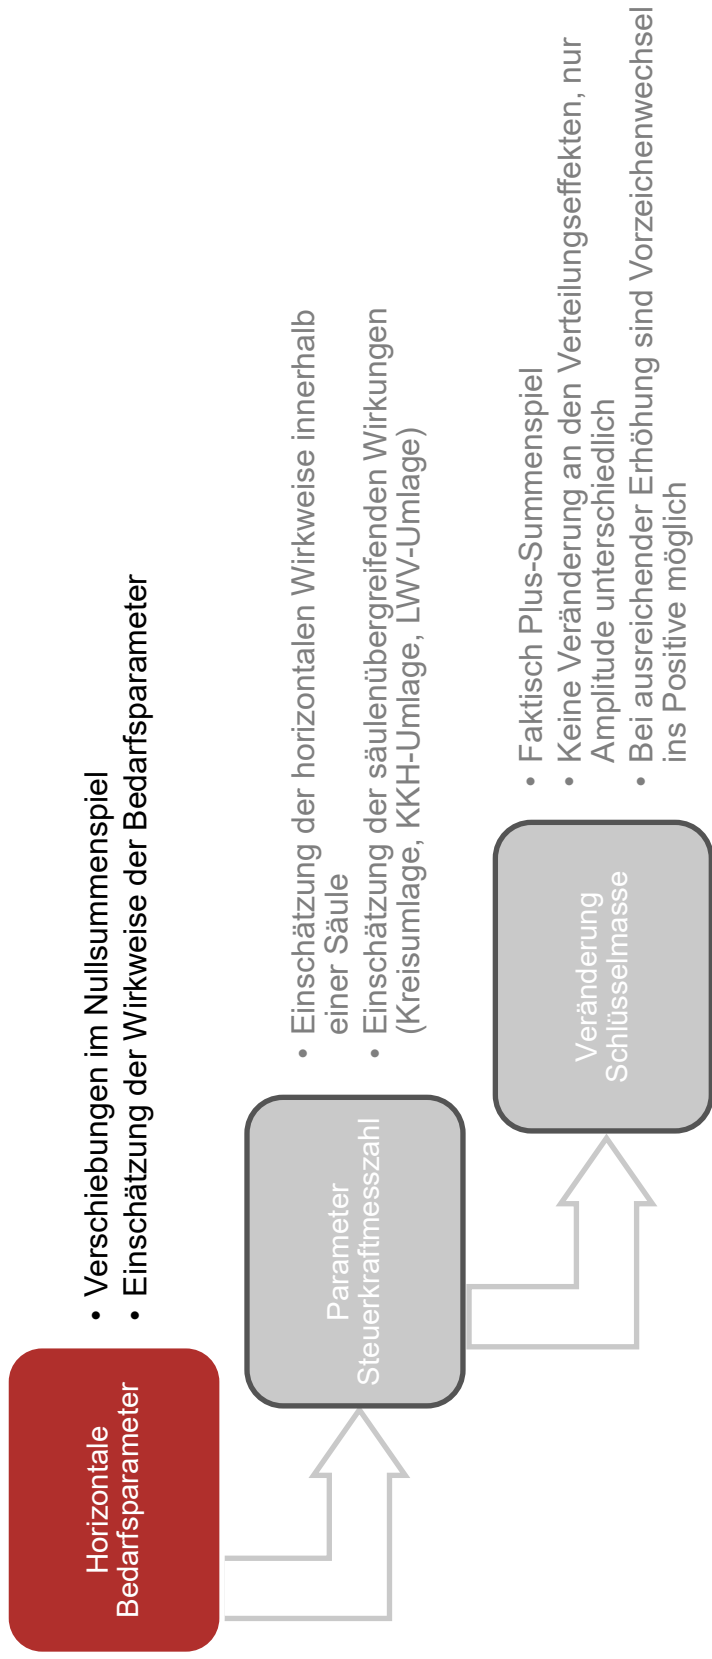 Horizontale
Bedarfsparameter
• Verschiebungen im Nullsummenspiel
• Einschätzung der Wirkweise der Bedarfsparameter
Parameter
Steuerkraftmesszahl
• Einschätzung der horizontalen Wirkweise innerhalb
einer Säule
• Einschätzung der säulenübergreifenden Wirkungen
(Kreisumlage, KKH-Umlage, LWV-Umlage)
Veränderung
Schlüsselmasse
• Faktisch Plus-Summenspiel
• Keine Veränderung an den Verteilungseffekten, nur
Amplitude unterschiedlich
• Bei ausreichender Erhöhung sind Vorzeichenwechsel
ins Positive möglich